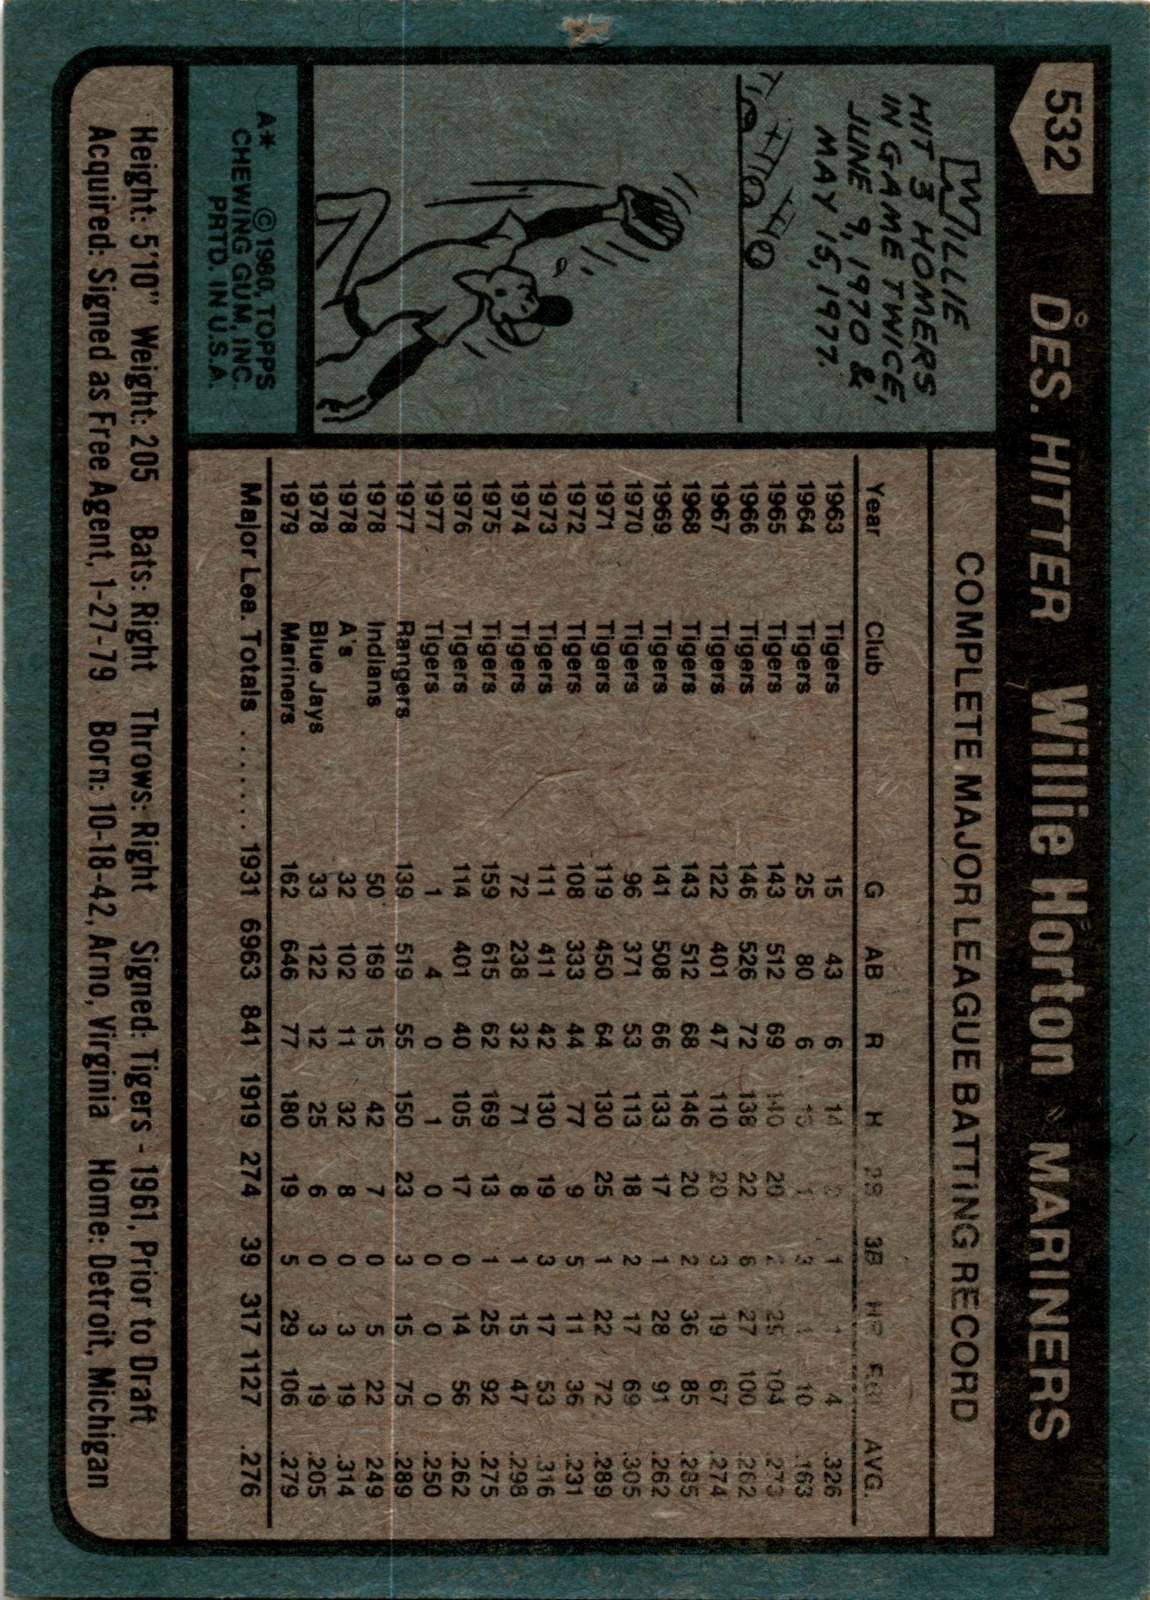 532 DES. HITTER Willie Horton MARINERS
WILLIE
HIT 3 HOMERS
IN GAME TWICE,
JUNE 9, 1970 &
MAY 15, 1977.
A* © 1980, TOPPS
CHEWING GUM, INC.
PRTD. IN U.S.A.
COMPLETE MAJOR LEAGUE BATTING RECORD
Year Club G AB R H 3B AVG.
1963 Tigers 15 43 6 14 1 4 .326
1964 Tigers 25 80 6 10 .163
1965 Tigers 143 512 69 140 20 25 104 .273
1966 Tigers 146 526 72 138 22 6 27 100 .262
1967 Tigers 122 401 47 110 20 3 19 67 .274
1968 Tigers 143 512 68 146 20 2 36 85 .285
1969 Tigers 141 508 66 133 17 1 28 91 .262
1970 Tigers 96 371 53 113 18 2 17 69 .305
1971 Tigers 119 450 64 130 25 1 22 72 .289
1972 Tigers 108 333 44 77 9 5 11 36 .231
1973 Tigers 111 411 42 130 19 3 17 53 .316
1974 Tigers 72 238 32 71 8 1 15 47 .298
1975 Tigers 159 615 62 169 13 1 25 92 .275
1976 Tigers 114 401 40 105 17 0 14 56 .262
1977 Tigers 1 4 0 1 0 0 0 0 .250
1977 Rangers 139 519 55 150 23 3 15 75 .289
1978 Indians 50 169 15 42 7 0 5 22 .249
1978 A's 32 102 11 32 8 0 3 19 .314
1978 Blue Jays 33 122 12 25 6 0 3 19 .205
1979 Mariners 162 646 77 180 19 5 29 106 .279
Major Lea. Totals ....... 1931 6963 841 1919 274 39 317 1127 .276
Height: 5'10" Weight: 205 Bats: Right Throws: Right Signed: Tigers - 1961, Prior to Draft
Acquired: Signed as Free Agent, 1-27-79 Born: 10-18-42, Arno, Virginia Home: Detroit, Michigan